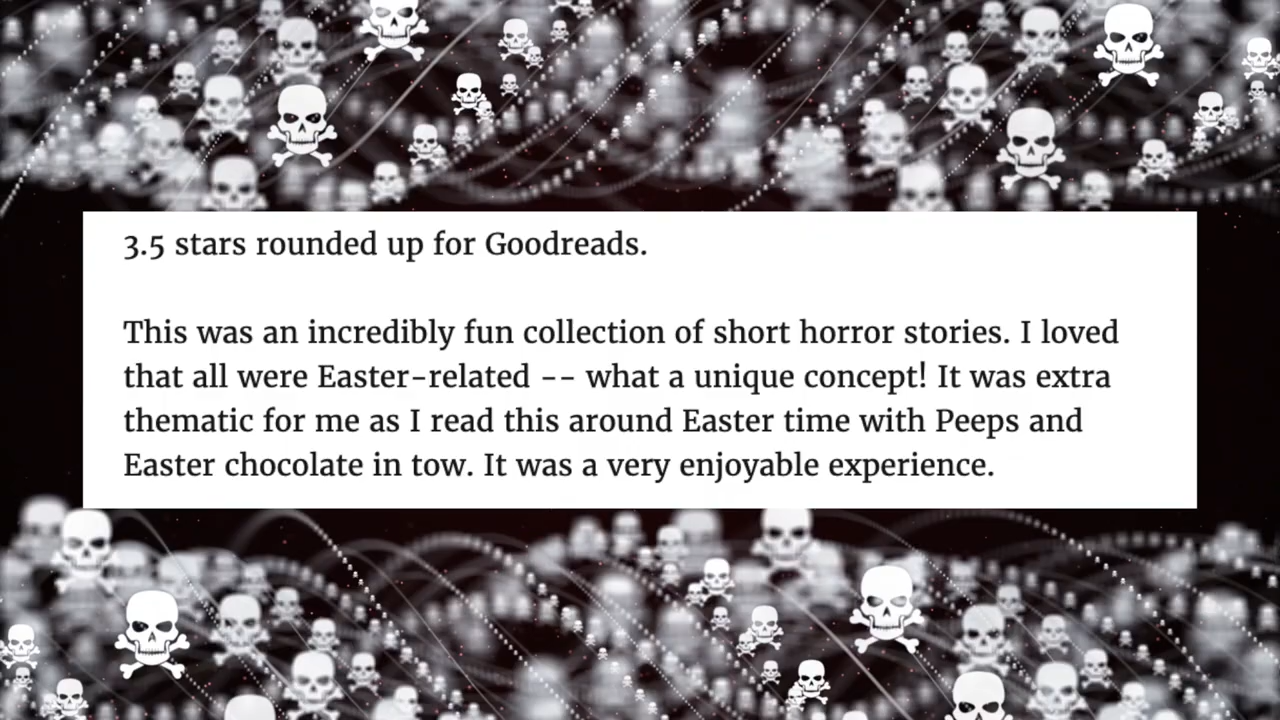 3.5 stars rounded up for Goodreads.
This was an incredibly fun collection of short horror stories. I loved
that all were Easter-related -- what a unique concept! It was extra
thematic for me as I read this around Easter time with Peeps and
Easter chocolate in tow. It was a very enjoyable experience.